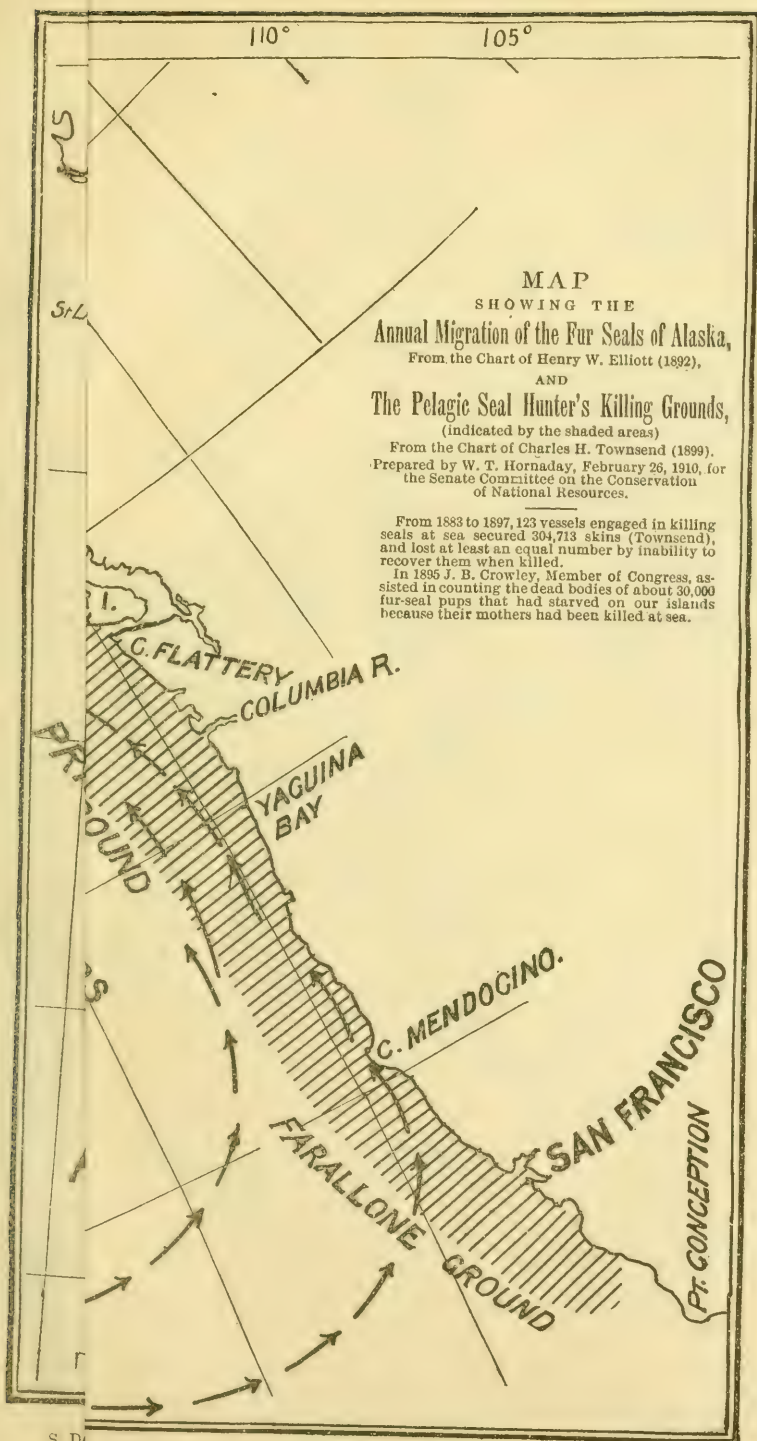 110°
105°
MAP
SHOWING THE
Annual Migration of the Fur Seals of Alaska,
From the Chart of Henry W. Elliott (1892),
AND
The Pelagic Seal Hunter's Killing Grounds,
(indicated by the shaded areas)
From the Chart of Charles H. Townsend (1899).
Prepared by W. T. Hornaday, February 26, 1910, for
the Senate Committee on the Conservation
of National Resources.
From 1883 to 1897, 123 vessels engaged in killing
seals at sea secured 304,713 skins (Townsend),
and lost at least an equal number by inability to
recover them when killed.
In 1895 J. B. Crowley, Member of Congress, as-
sisted in counting the dead bodies of about 30,000
fur-seal pups that had starved on our islands
because their mothers had been killed at sea.
St L
R I.
C. FLATTERY
COLUMBIA R.
PRI
OUND
YAGUINA
BAY
C. MENDOCINO.
SAN FRANCISCO
FARALLONE GROUND
PT. CONCEPTION